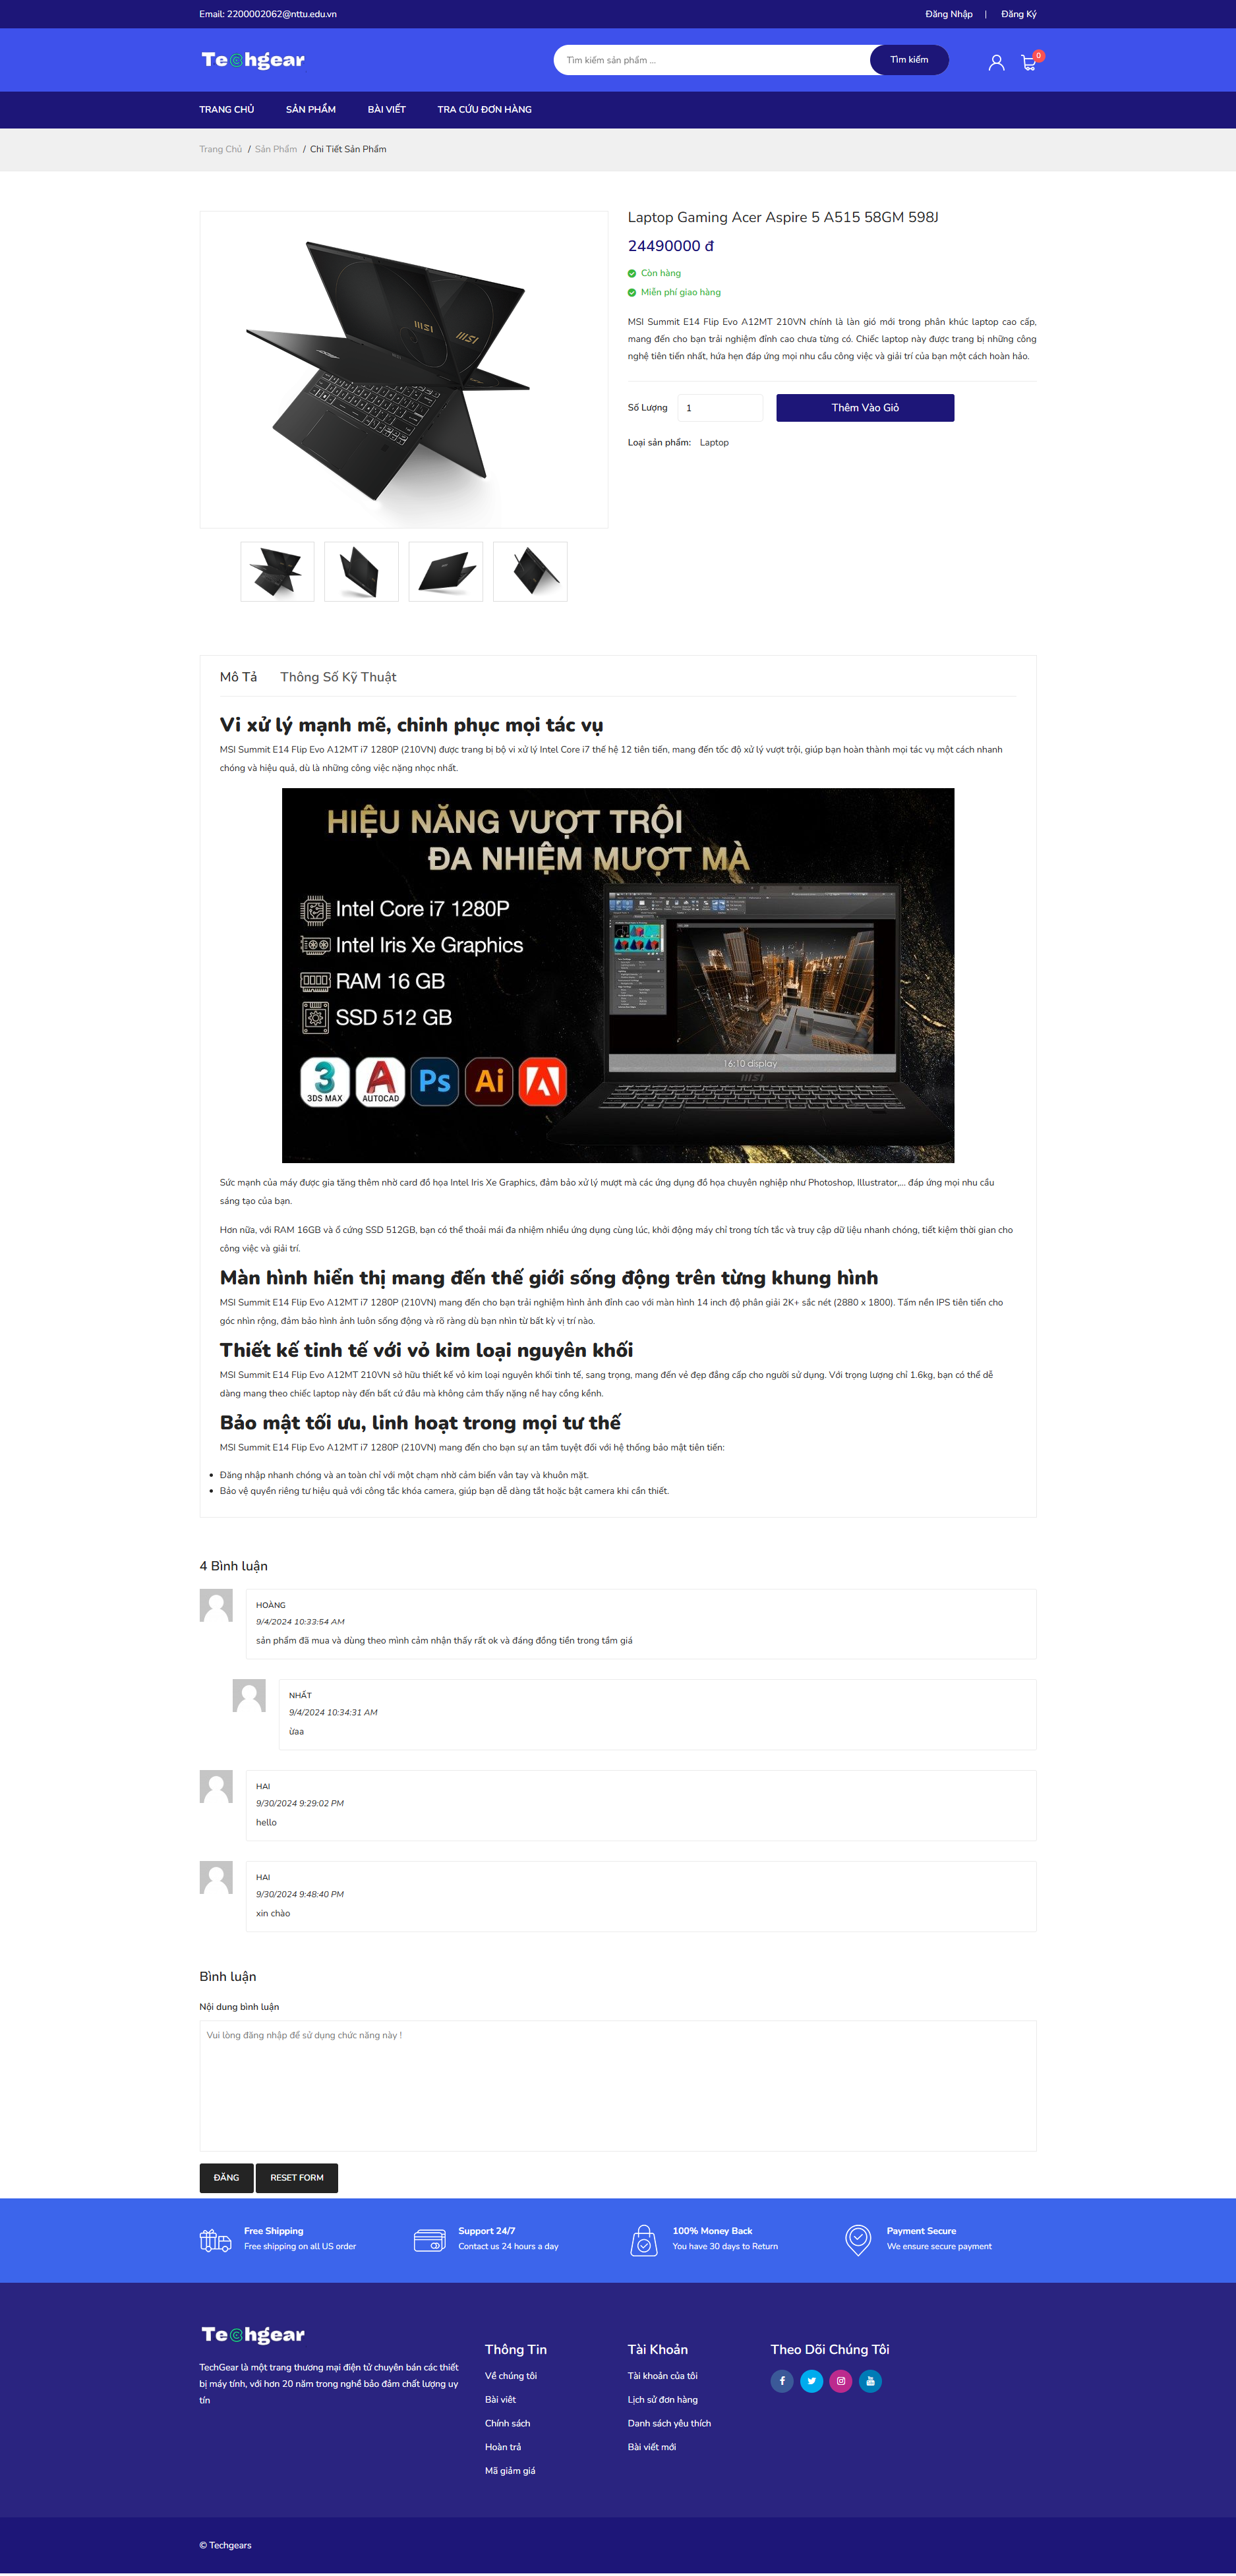 Email: 2200002062@nttu.edu.vn
Đăng Nhập | Đăng Ký
Techgear
Tìm kiếm sản phẩm ...
Tìm kiếm
0
TRANG CHỦ SẢN PHẨM BÀI VIẾT TRA CỨU ĐƠN HÀNG
Trang Chủ / Sản Phẩm / Chi Tiết Sản Phẩm
Laptop Gaming Acer Aspire 5 A515 58GM 598J
24490000 đ
Còn hàng
Miễn phí giao hàng
MSI Summit E14 Flip Evo A12MT 210VN chính là làn gió mới trong phân khúc laptop cao cấp,
mang đến cho bạn trải nghiệm đỉnh cao chưa từng có. Chiếc laptop này được trang bị những công
nghệ tiên tiến nhất, hứa hẹn đáp ứng mọi nhu cầu công việc và giải trí của bạn một cách hoàn hảo.
Số Lượng 1 Thêm Vào Giỏ
Loại sản phẩm: Laptop
msi
msi
Mô Tả Thông Số Kỹ Thuật
Vi xử lý mạnh mẽ, chinh phục mọi tác vụ
MSI Summit E14 Flip Evo A12MT i7 1280P (210VN) được trang bị bộ vi xử lý Intel Core i7 thế hệ 12 tiên tiến, mang đến tốc độ xử lý vượt trội, giúp bạn hoàn thành mọi tác vụ một cách nhanh
chóng và hiệu quả, dù là những công việc nặng nhọc nhất.
HIỆU NĂNG VƯỢT TRỘI
ĐA NHIỆM MƯỢT MÀ
Intel Core i7 1280P
Intel Iris Xe Graphics
RAM 16 GB
SSD 512 GB
16:10 display
msi
3
3DS MAX
A
AUTOCAD
Ps
Ai
Sức mạnh của máy được gia tăng thêm nhờ card đồ họa Intel Iris Xe Graphics, đảm bảo xử lý mượt mà các ứng dụng đồ họa chuyên nghiệp như Photoshop, Illustrator,... đáp ứng mọi nhu cầu
sáng tạo của bạn.
Hơn nữa, với RAM 16GB và ổ cứng SSD 512GB, bạn có thể thoải mái đa nhiệm nhiều ứng dụng cùng lúc, khởi động máy chỉ trong tích tắc và truy cập dữ liệu nhanh chóng, tiết kiệm thời gian cho
công việc và giải trí.
Màn hình hiển thị mang đến thế giới sống động trên từng khung hình
MSI Summit E14 Flip Evo A12MT i7 1280P (210VN) mang đến cho bạn trải nghiệm hình ảnh đỉnh cao với màn hình 14 inch độ phân giải 2K+ sắc nét (2880 x 1800). Tấm nền IPS tiên tiến cho
góc nhìn rộng, đảm bảo hình ảnh luôn sống động và rõ ràng dù bạn nhìn từ bất kỳ vị trí nào.
Thiết kế tinh tế với vỏ kim loại nguyên khối
MSI Summit E14 Flip Evo A12MT 210VN sở hữu thiết kế vỏ kim loại nguyên khối tinh tế, sang trọng, mang đến vẻ đẹp đẳng cấp cho người sử dụng. Với trọng lượng chỉ 1.6kg, bạn có thể dễ
dàng mang theo chiếc laptop này đến bất cứ đâu mà không cảm thấy nặng nề hay cồng kềnh.
Bảo mật tối ưu, linh hoạt trong mọi tư thế
MSI Summit E14 Flip Evo A12MT i7 1280P (210VN) mang đến cho bạn sự an tâm tuyệt đối với hệ thống bảo mật tiên tiến:
Đăng nhập nhanh chóng và an toàn chỉ với một chạm nhờ cảm biến vân tay và khuôn mặt.
Bảo vệ quyền riêng tư hiệu quả với công tắc khóa camera, giúp bạn dễ dàng tắt hoặc bật camera khi cần thiết.
4 Bình luận
HOÀNG
9/4/2024 10:33:54 AM
sản phẩm đã mua và dùng theo mình cảm nhận thấy rất ok và đáng đồng tiền trong tầm giá
NHẤT
9/4/2024 10:34:31 AM
ừaa
HAI
9/30/2024 9:29:02 PM
hello
HAI
9/30/2024 9:48:40 PM
xin chào
Bình luận
Nội dung bình luận
Vui lòng đăng nhập để sử dụng chức năng này !
ĐĂNG RESET FORM
Free Shipping
Free shipping on all US order
Support 24/7
Contact us 24 hours a day
100% Money Back
You have 30 days to Return
Payment Secure
We ensure secure payment
Techgear
TechGear là một trang thương mại điện tử chuyên bán các thiết
bị máy tính, với hơn 20 năm trong nghề bảo đảm chất lượng uy
tín
Thông Tin
Về chúng tôi
Bài viêt
Chính sách
Hoàn trả
Mã giảm giá
Tài Khoản
Tài khoản của tôi
Lịch sử đơn hàng
Danh sách yêu thích
Bài viết mới
Theo Dõi Chúng Tôi
© Techgears